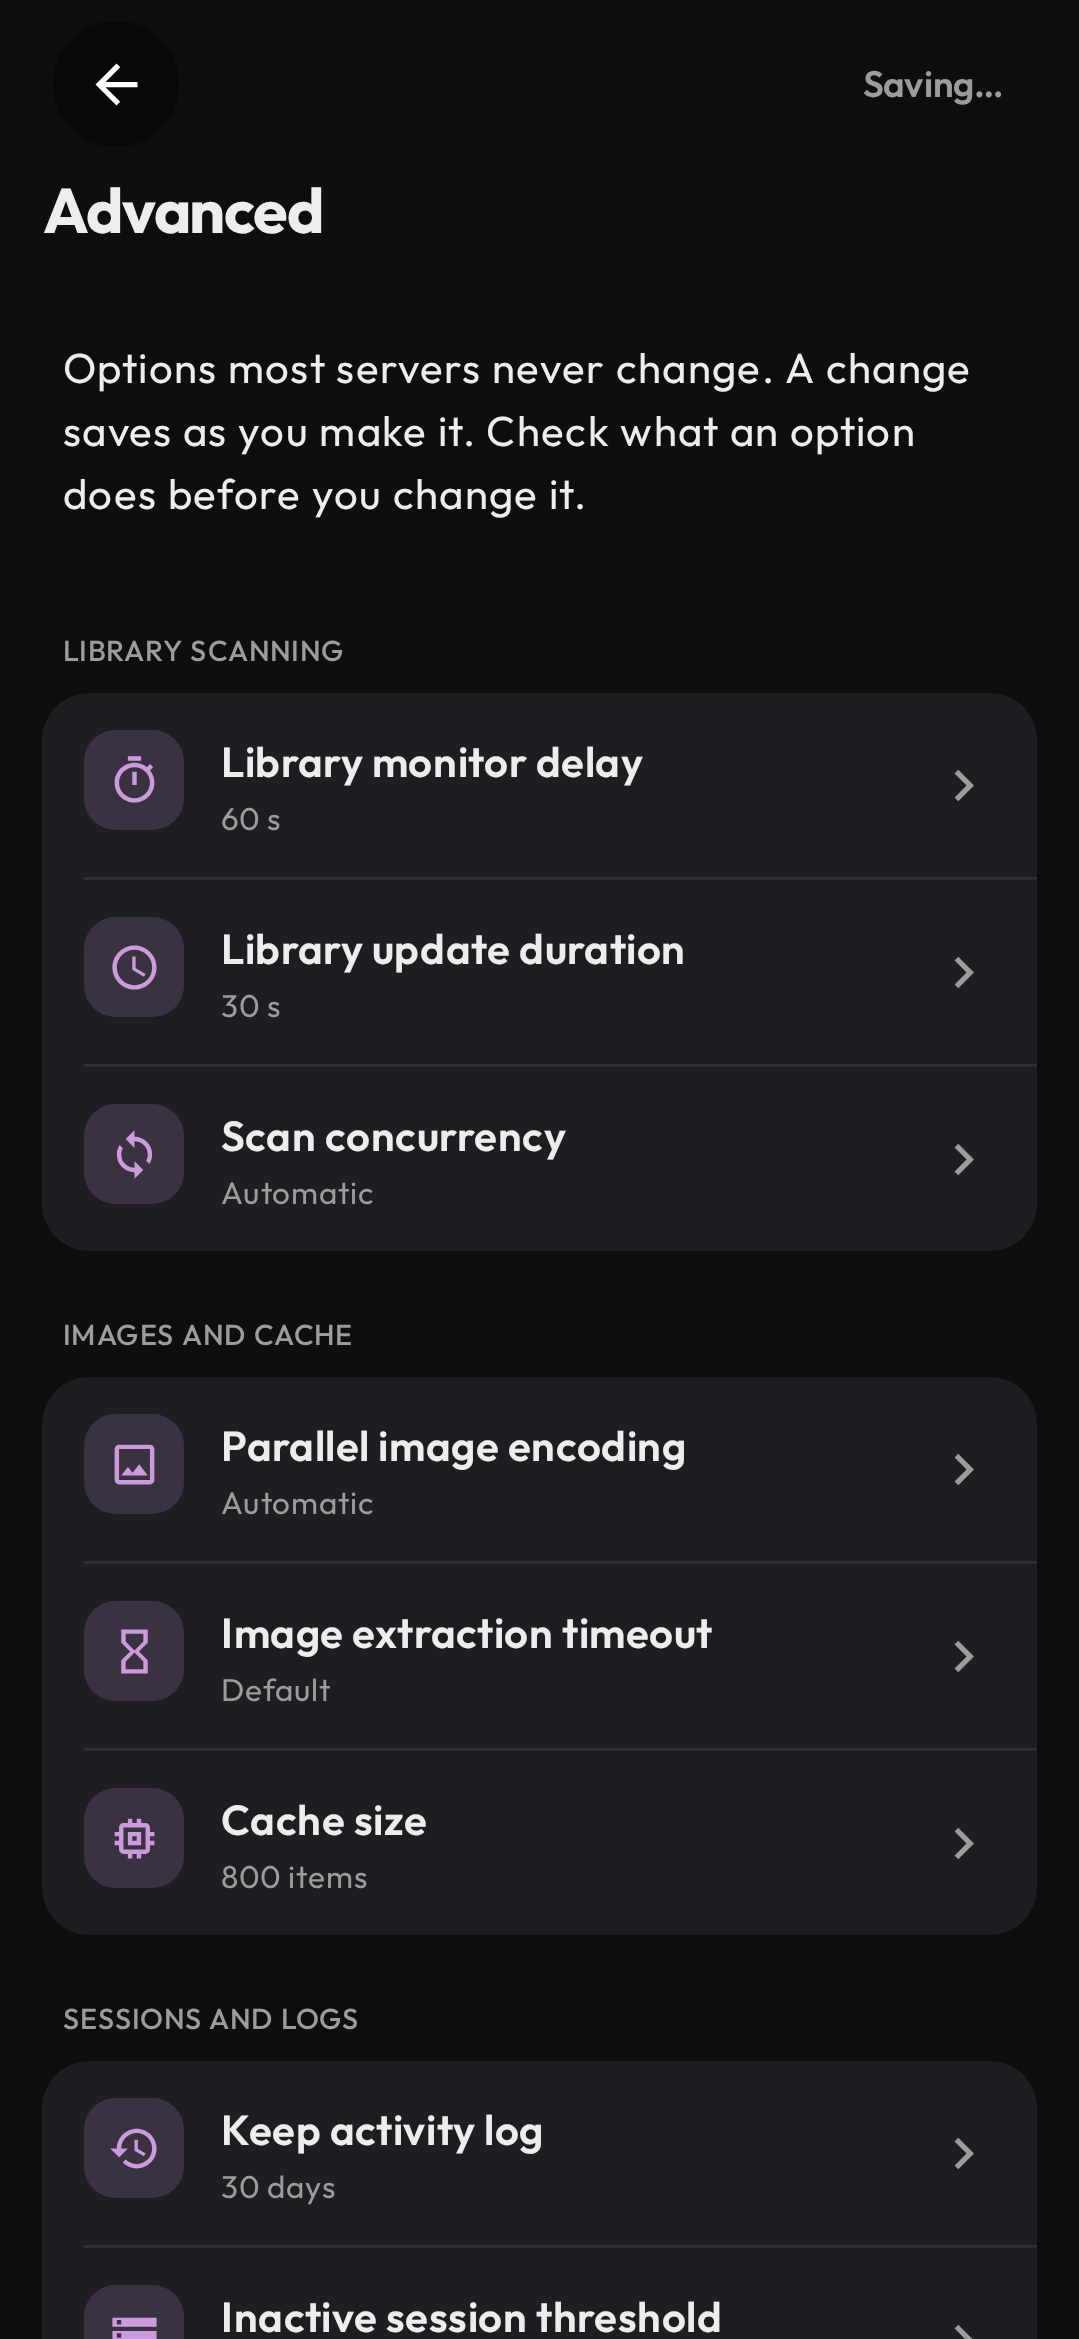 Saving...
Advanced
Options most servers never change. A change
saves as you make it. Check what an option
does before you change it.
LIBRARY SCANNING
Library monitor delay
60 s
Library update duration
30 s
Scan concurrency
Automatic
IMAGES AND CACHE
Parallel image encoding
Automatic
Image extraction timeout
Default
Cache size
800 items
SESSIONS AND LOGS
Keep activity log
30 days
Inactive session threshold